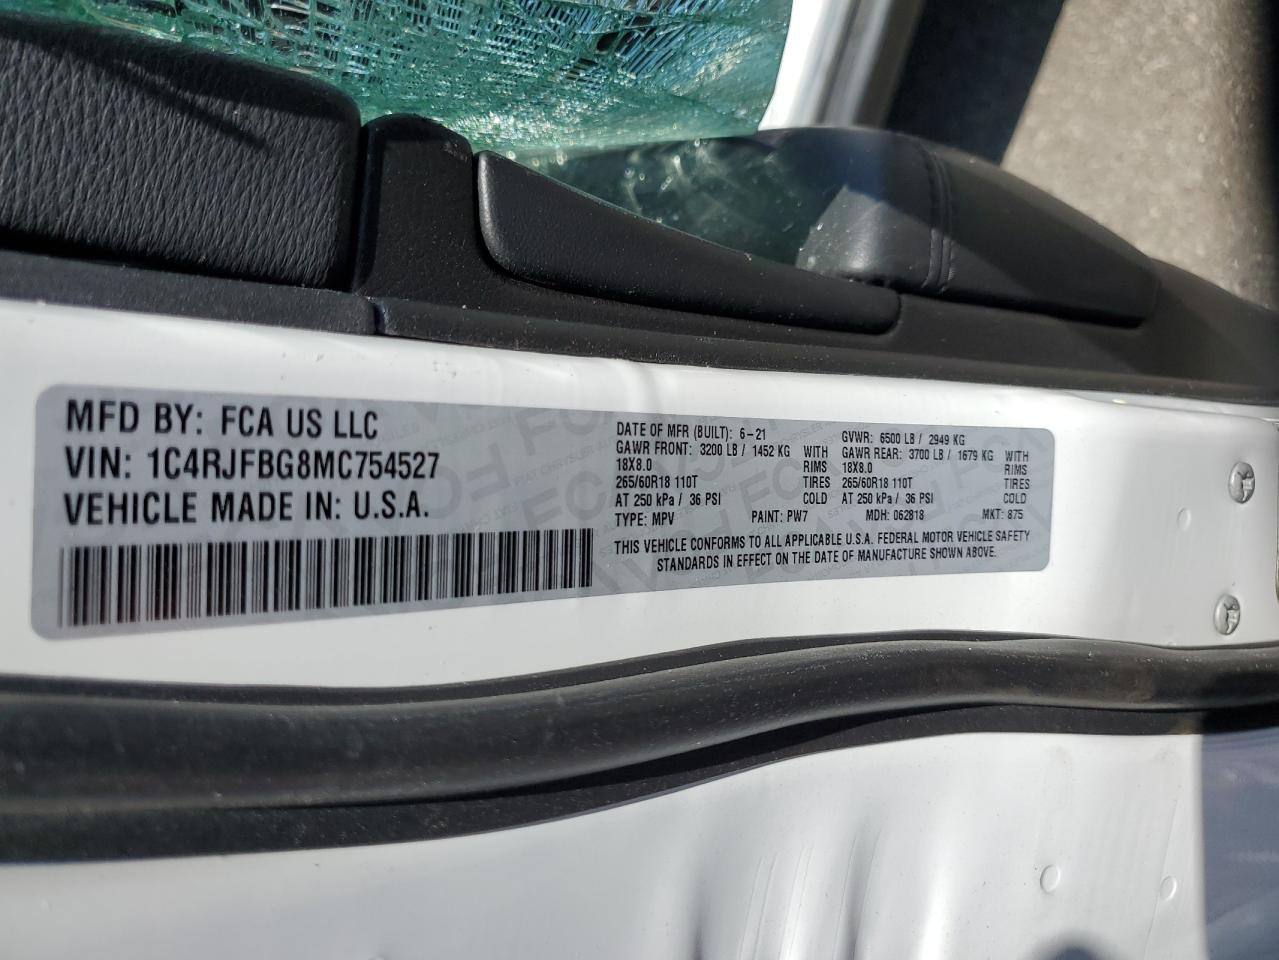 MFD BY: FCA US LLC
VIN: 1C4RJFBG8MC754527
VEHICLE MADE IN: U.S.A.
DATE OF MFR (BUILT): 6-21 GVWR: 6500 LB / 2949 KG
GAWR FRONT: 3200 LB / 1452 KG WITH GAWR REAR: 3700 LB / 1679 KG WITH
18X8.0 RIMS 18X8.0 RIMS
265/60R18 110T TIRES 265/60R18 110T TIRES
AT 250 kPa / 36 PSI COLD AT 250 kPa / 36 PSI COLD
TYPE: MPV PAINT: PW7 MDH: 062818 MKT: 875
THIS VEHICLE CONFORMS TO ALL APPLICABLE U.S.A. FEDERAL MOTOR VEHICLE SAFETY
STANDARDS IN EFFECT ON THE DATE OF MANUFACTURE SHOWN ABOVE.